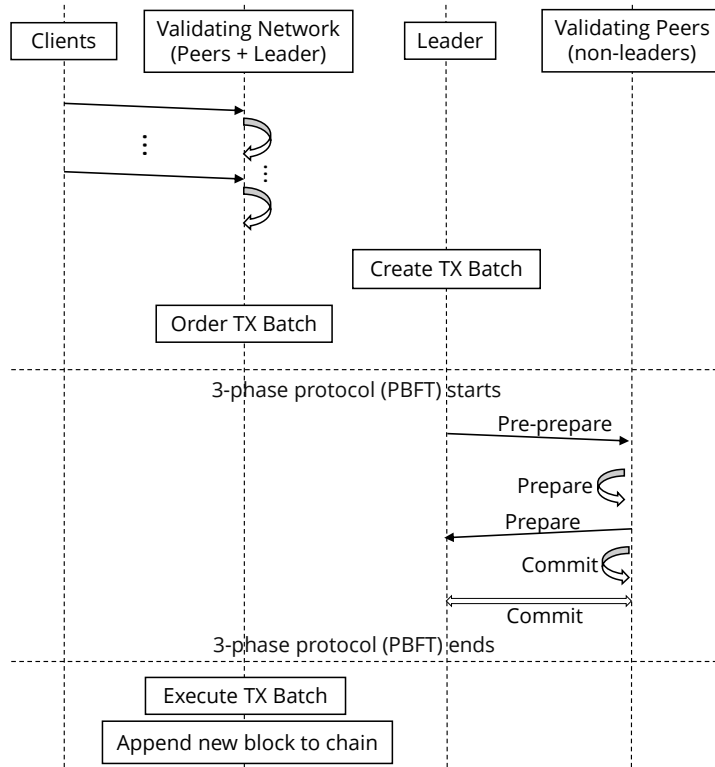 Clients
Validating Network
(Peers + Leader)
Leader
Validating Peers
(non-leaders)
...
...
Create TX Batch
Order TX Batch
3-phase protocol (PBFT) starts
Pre-prepare
Prepare
Prepare
Commit
Commit
3-phase protocol (PBFT) ends
Execute TX Batch
Append new block to chain